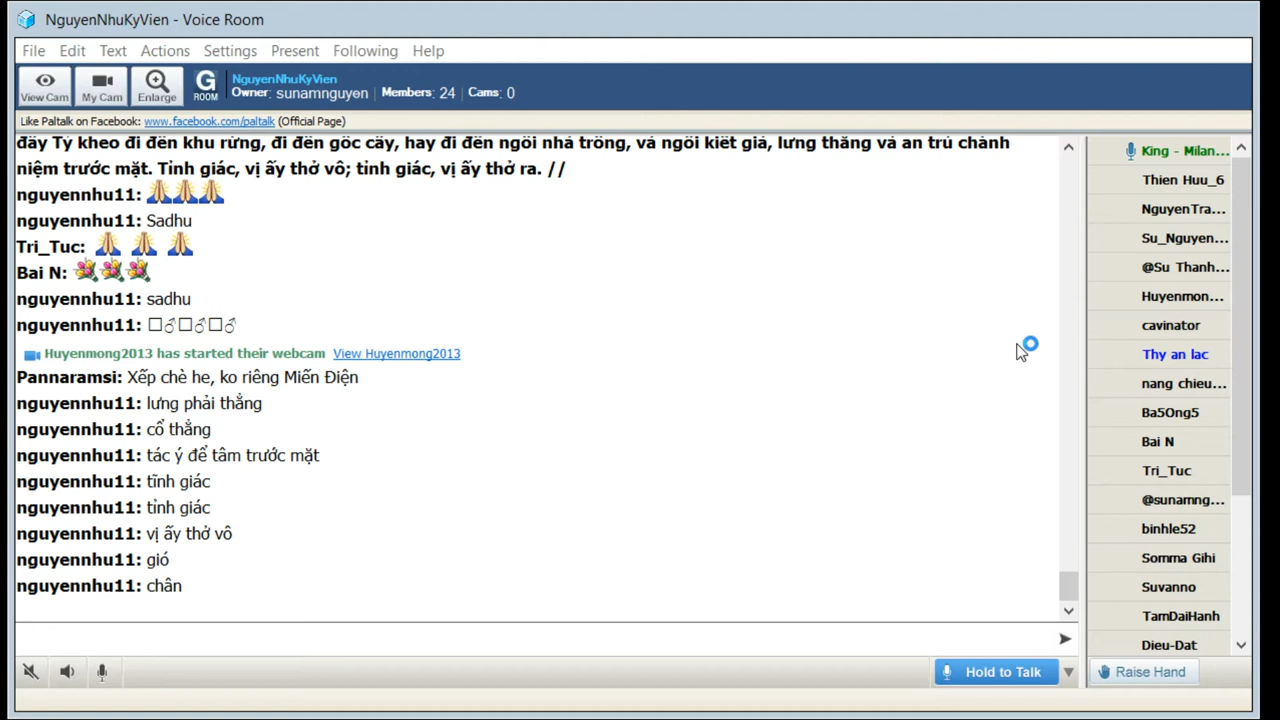 NguyenNhuKyVien - Voice Room
File Edit Text Actions Settings Present Following Help
View Cam
My Cam
Enlarge
G ROOM
NguyenNhuKyVien
Owner: sunamnguyen | Members: 24 | Cams: 0
Like Paltalk on Facebook: www.facebook.com/paltalk (Official Page)
đây Tỷ kheo đi đến khu rừng, đi đến gốc cây, hay đi đến ngôi nhà trống, và ngồi kiết già, lưng thẳng và an trú chánh
niệm trước mặt. Tỉnh giác, vị ấy thở vô; tỉnh giác, vị ấy thở ra. //
nguyennhu11: 🙏🙏🙏
nguyennhu11: Sadhu
Tri_Tuc: 🙏 🙏 🙏
Bai N: 💐💐💐
nguyennhu11: sadhu
nguyennhu11: □♂□♂□♂
Huyenmong2013 has started their webcam View Huyenmong2013
Pannaramsi: Xếp chè he, ko riêng Miến Điện
nguyennhu11: lưng phải thẳng
nguyennhu11: cổ thẳng
nguyennhu11: tác ý để tâm trước mặt
nguyennhu11: tĩnh giác
nguyennhu11: tỉnh giác
nguyennhu11: vị ấy thở vô
nguyennhu11: gió
nguyennhu11: chân
Hold to Talk
King - Milan...
Thien Huu_6
NguyenTra...
Su_Nguyen...
@Su Thanh...
Huyenmon...
cavinator
Thy an lac
nang chieu...
Ba5Ong5
Bai N
Tri_Tuc
@sunamng...
binhle52
Somma Gihi
Suvanno
TamDaiHanh
Dieu-Dat
Raise Hand